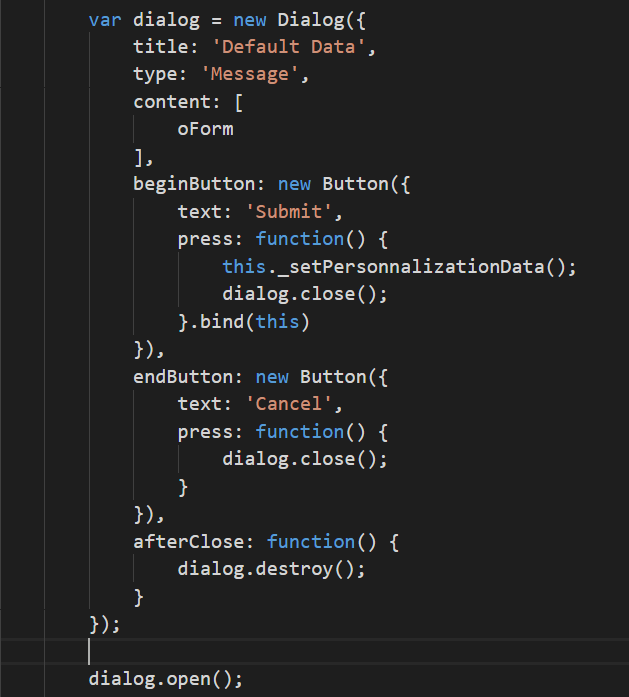 var dialog = new Dialog({
title: 'Default Data',
type: 'Message',
content: [
oForm
],
beginButton: new Button({
text: 'Submit',
press: function() {
this._setPersonnalizationData();
dialog.close();
}.bind(this)
}),
endButton: new Button({
text: 'Cancel',
press: function() {
dialog.close();
}
}),
afterClose: function() {
dialog.destroy();
}
});
dialog.open();